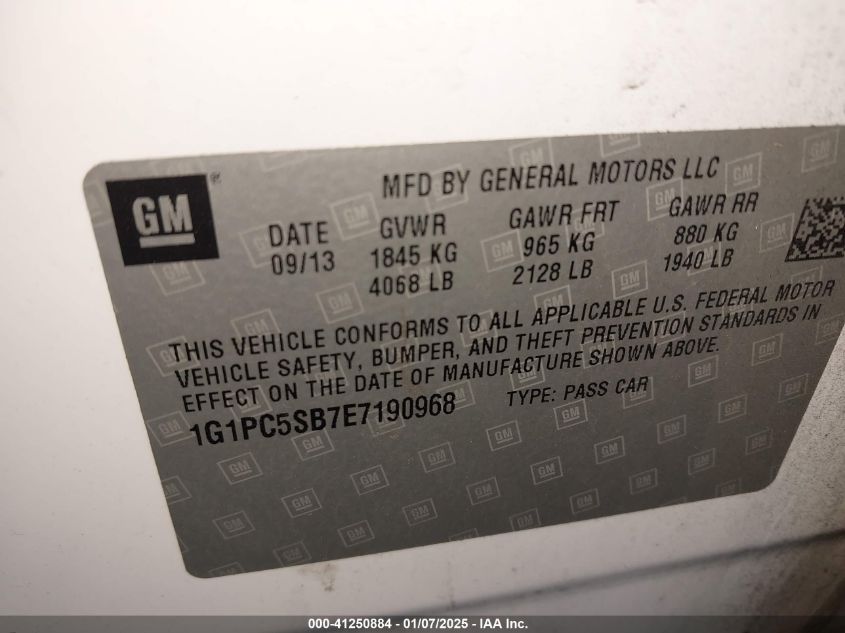 GM®
MFD BY GENERAL MOTORS LLC
DATE GVWR GAWR FRT GAWR RR
09/13 1845 KG 965 KG 880 KG
4068 LB 2128 LB 1940 LB
THIS VEHICLE CONFORMS TO ALL APPLICABLE U.S. FEDERAL MOTOR
VEHICLE SAFETY, BUMPER, AND THEFT PREVENTION STANDARDS IN
EFFECT ON THE DATE OF MANUFACTURE SHOWN ABOVE.
1G1PC5SB7E7190968 TYPE: PASS CAR
000-41250884 - 01/07/2025 - IAA Inc.